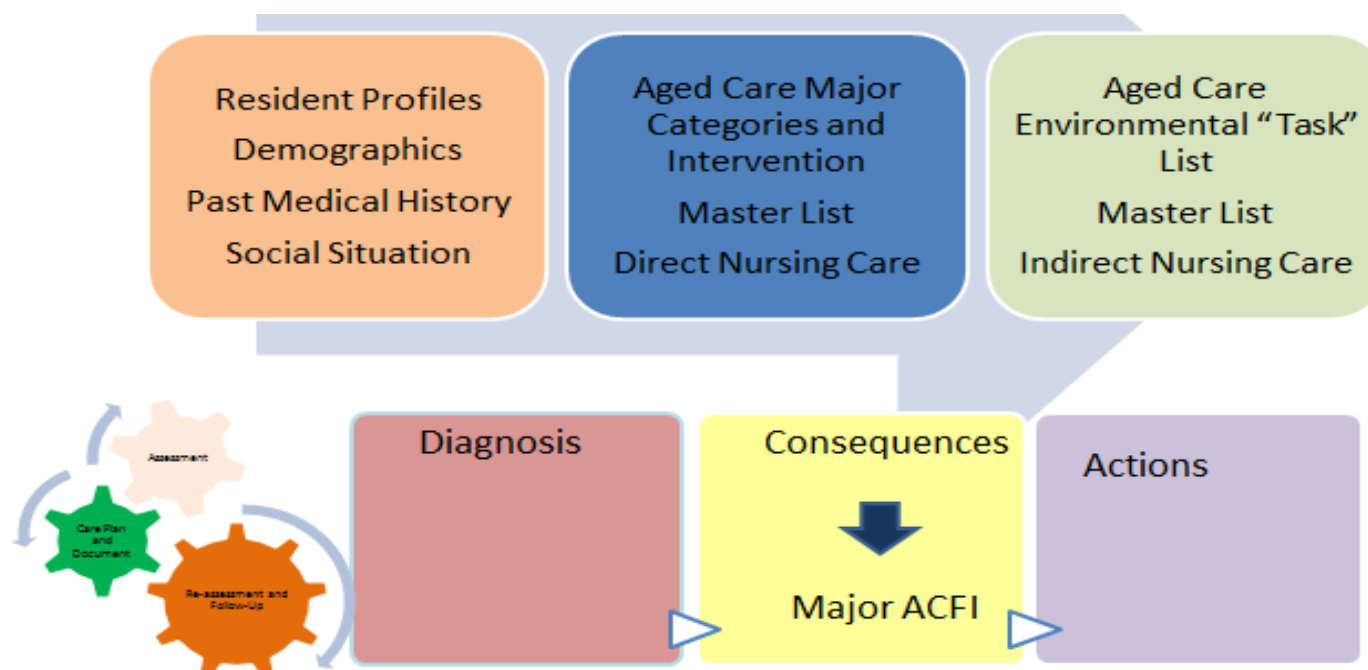 Resident Profiles
Demographics
Past Medical History
Social Situation
Aged Care Major
Categories and
Intervention
Master List
Direct Nursing Care
Aged Care
Environmental “Task”
List
Master List
Indirect Nursing Care
Assessment
Care Plan
and
Document
Re-assessment and
Follow-Up
Diagnosis
Consequences
Major ACFI
Actions